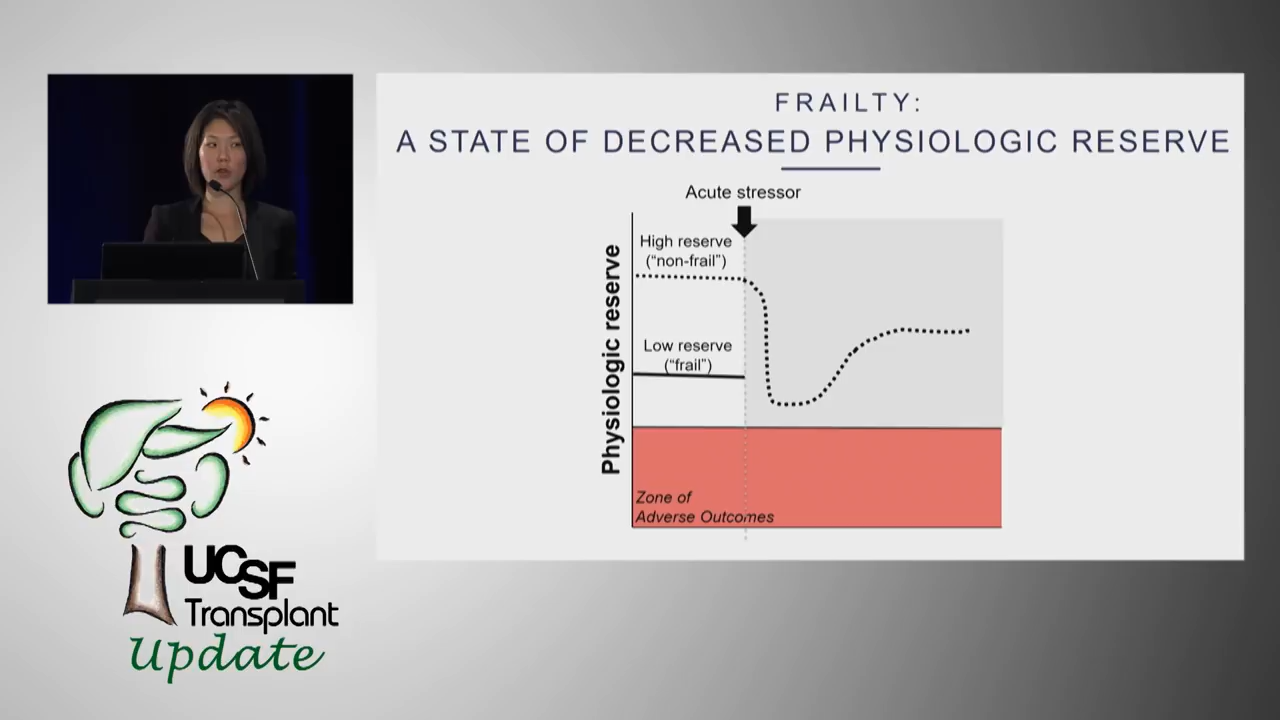 FRAILTY:
A STATE OF DECREASED PHYSIOLOGIC RESERVE
Acute stressor
High reserve
(“non-frail”)
Low reserve
(“frail”)
Physiologic reserve
Zone of
Adverse Outcomes
UCSF
Transplant
Update